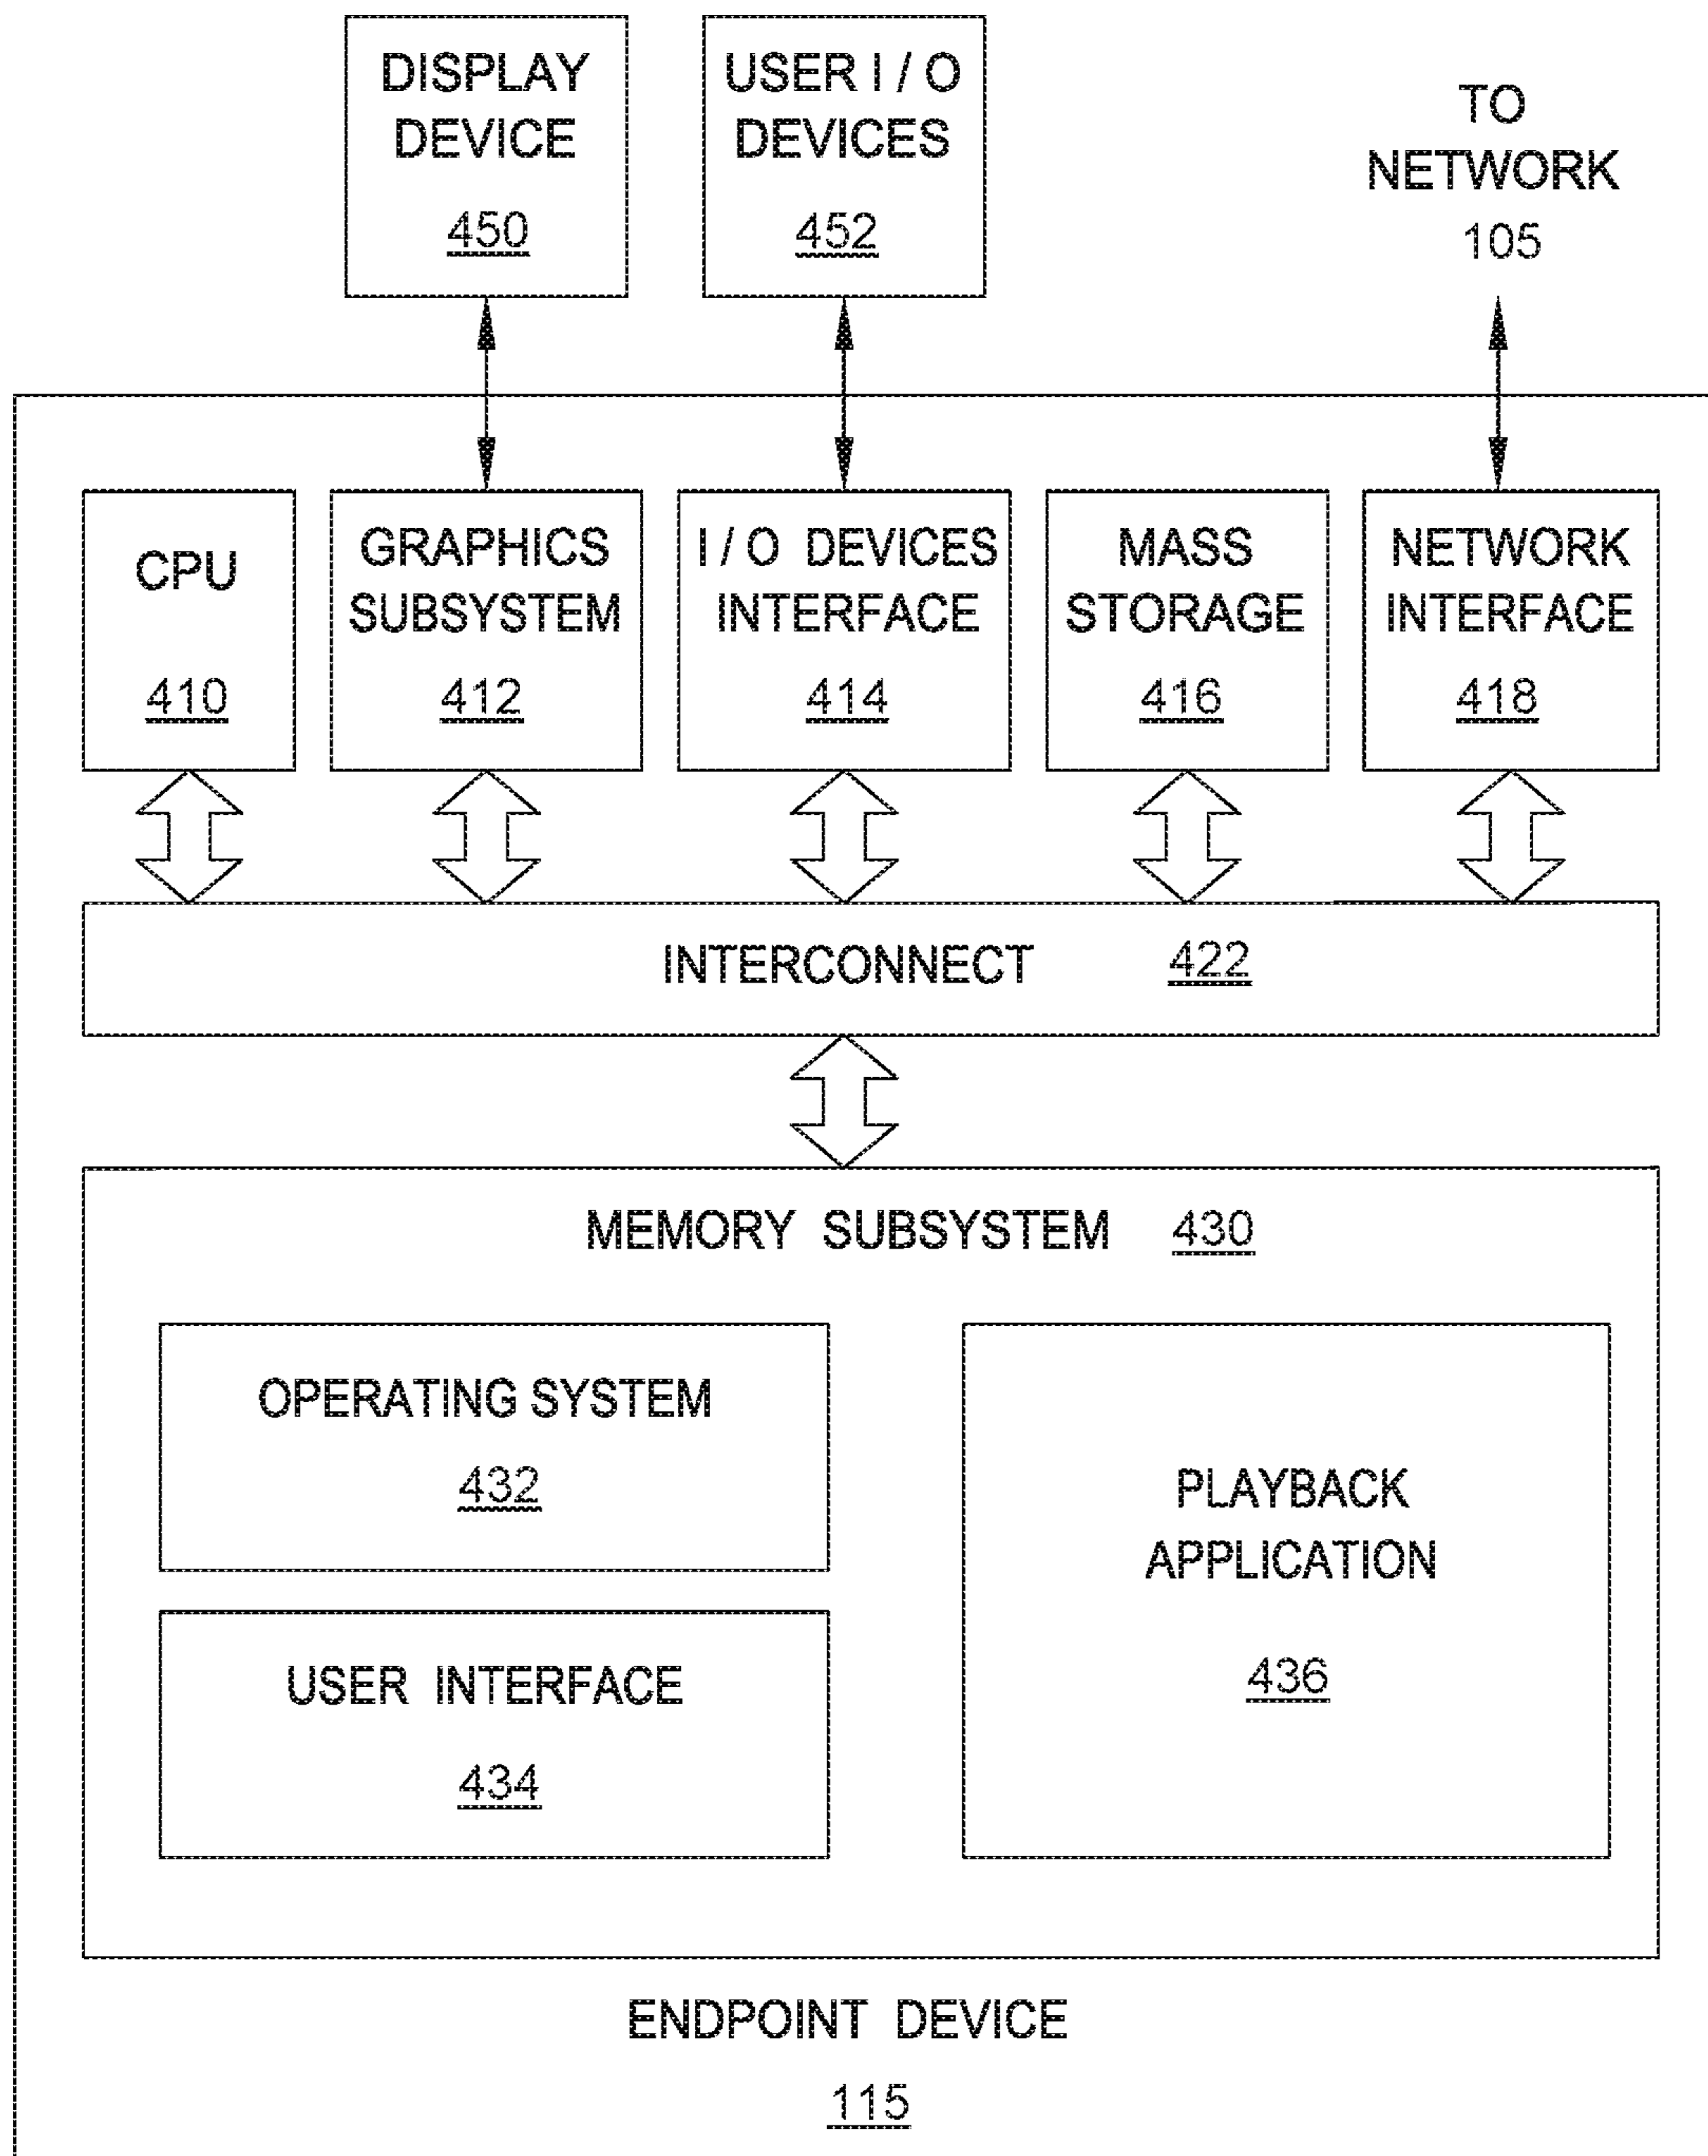 DISPLAY
DEVICE
450
USER I / O
DEVICES
452
TO
NETWORK
105
CPU
410
GRAPHICS
SUBSYSTEM
412
I / O DEVICES
INTERFACE
414
MASS
STORAGE
416
NETWORK
INTERFACE
418
INTERCONNECT 422
MEMORY SUBSYSTEM 430
OPERATING SYSTEM
432
USER INTERFACE
434
PLAYBACK
APPLICATION
436
ENDPOINT DEVICE
115